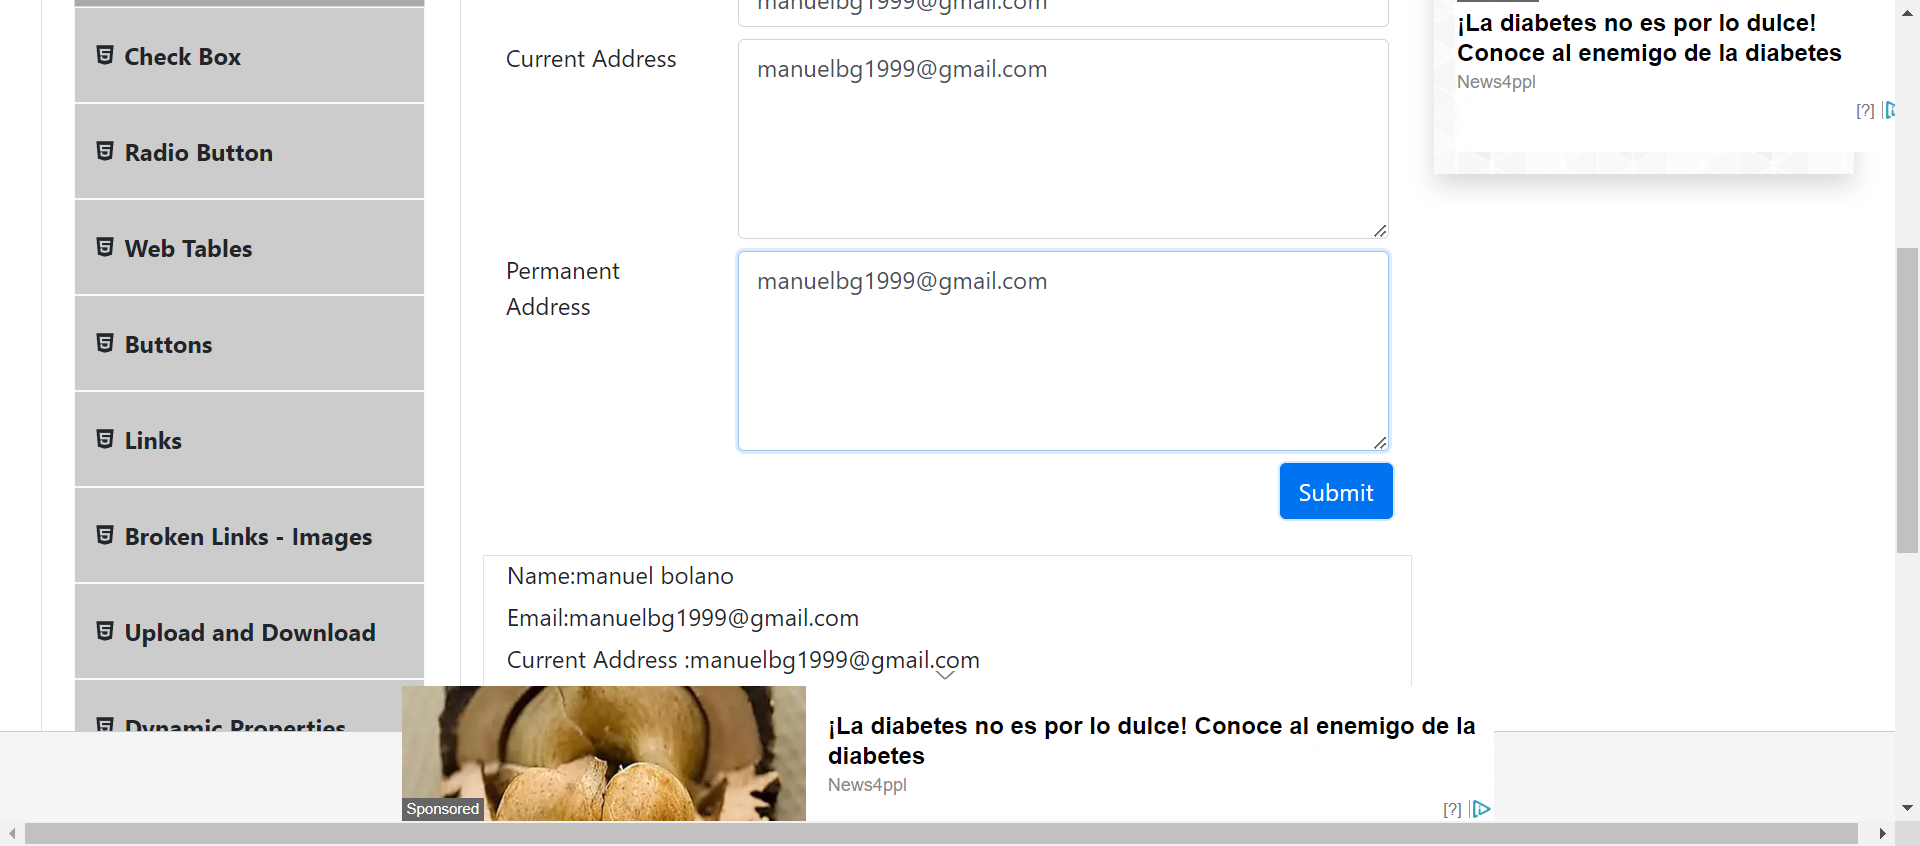 Check Box
Radio Button
Web Tables
Buttons
Links
Broken Links - Images
Upload and Download
Dynamic Properties
manuelbg1999@gmail.com
Current Address
manuelbg1999@gmail.com
Permanent
Address
manuelbg1999@gmail.com
Submit
Name:manuel bolano
Email:manuelbg1999@gmail.com
Current Address :manuelbg1999@gmail.com
¡La diabetes no es por lo dulce!
Conoce al enemigo de la diabetes
News4ppl
[?]
Sponsored
¡La diabetes no es por lo dulce! Conoce al enemigo de la
diabetes
News4ppl
[?]